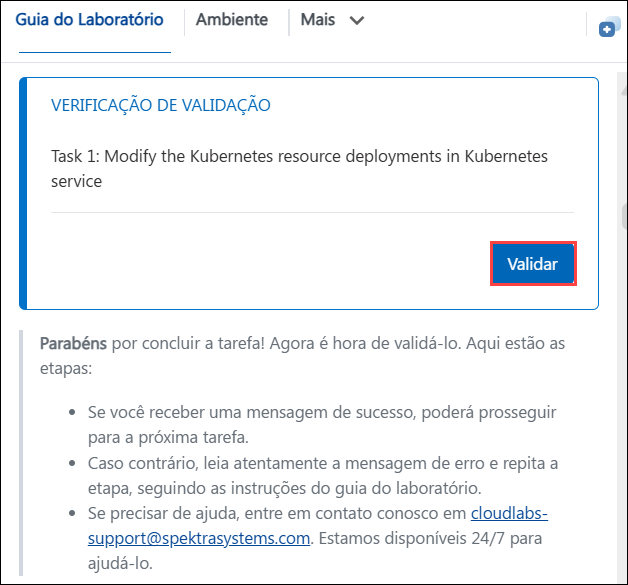 Guia do Laboratório
Ambiente
Mais
VERIFICAÇÃO DE VALIDAÇÃO
Task 1: Modify the Kubernetes resource deployments in Kubernetes
service
Validar
Parabéns por concluir a tarefa! Agora é hora de validá-lo. Aqui estão as
etapas:
• Se você receber uma mensagem de sucesso, poderá prosseguir
para a próxima tarefa.
• Caso contrário, leia atentamente a mensagem de erro e repita a
etapa, seguindo as instruções do guia do laboratório.
• Se precisar de ajuda, entre em contato conosco em cloudlabs-
support@spektrasystems.com. Estamos disponíveis 24/7 para
ajudá-lo.